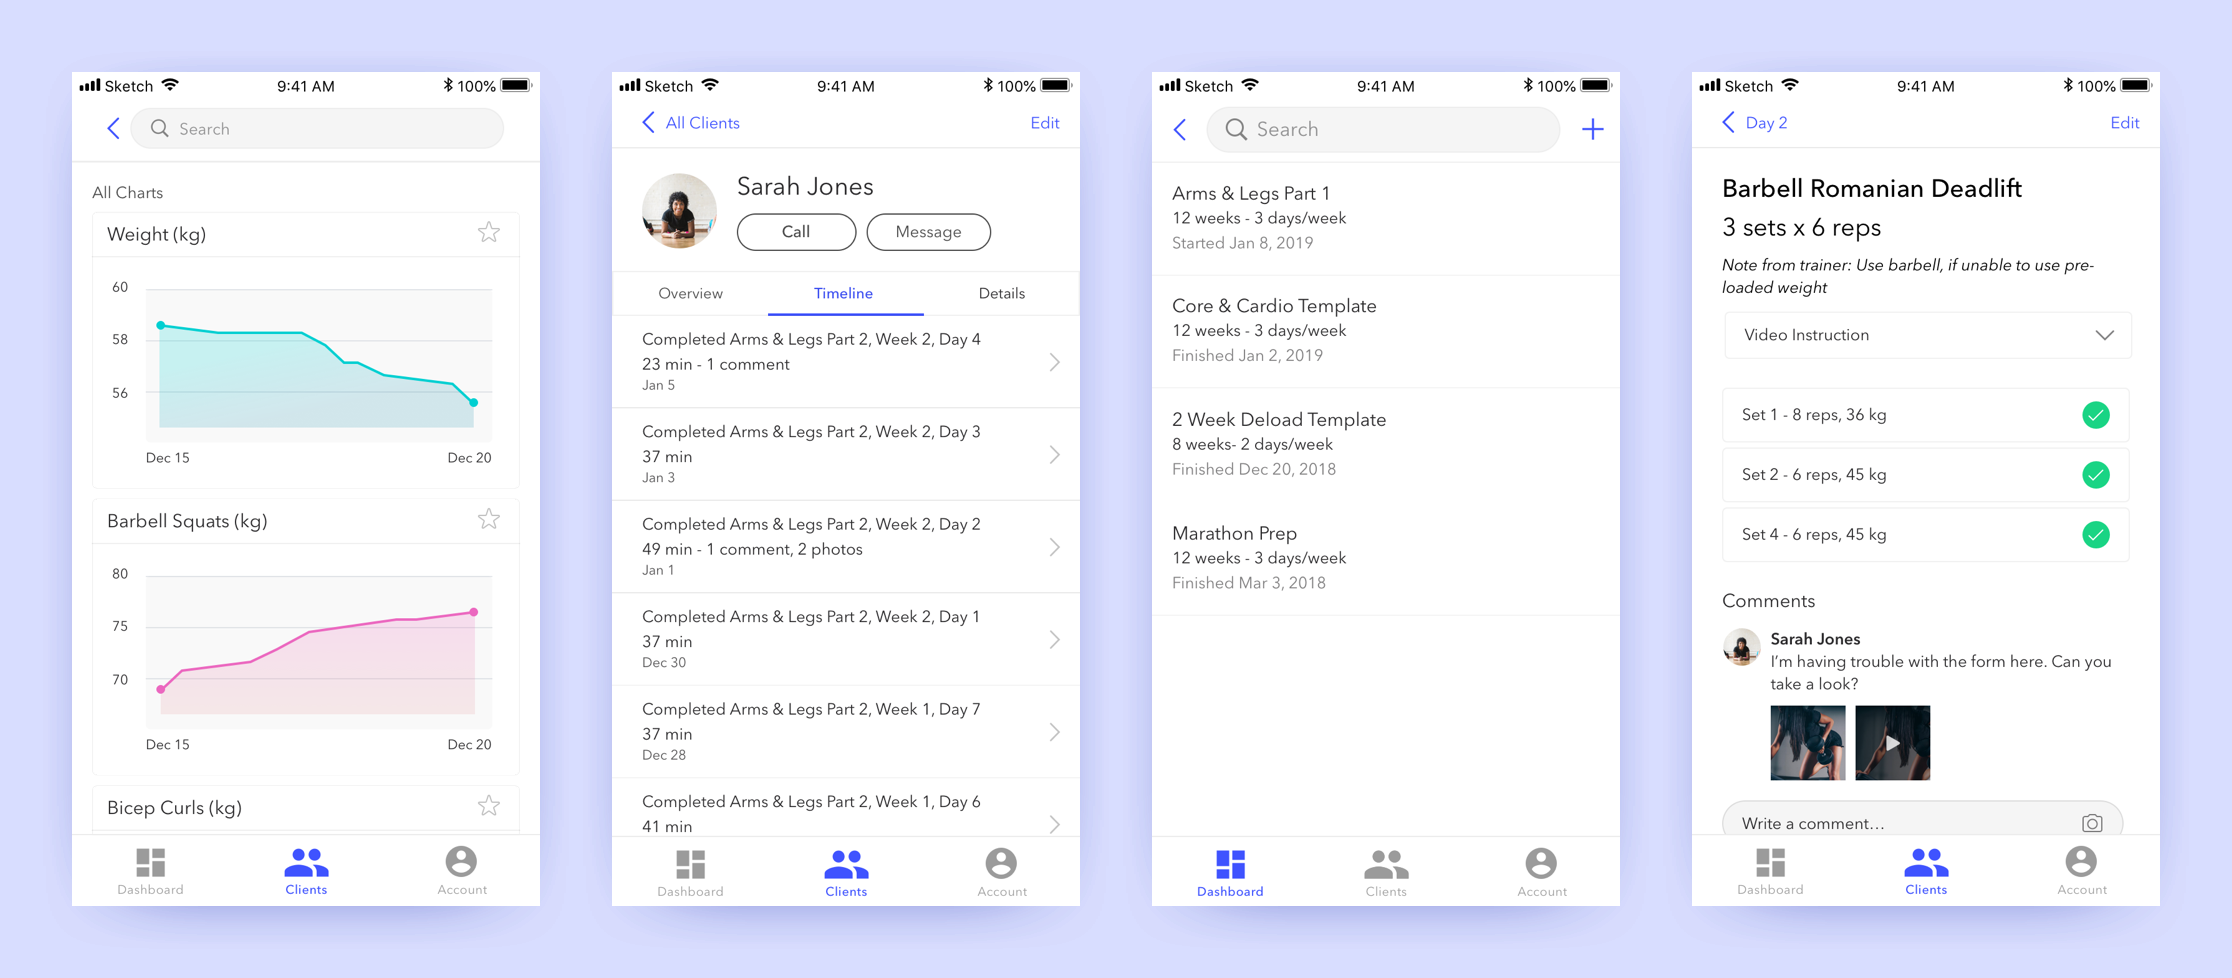 Sketch 9:41 AM 100%
Search
All Charts
Weight (kg)
60
58
56
Dec 15 Dec 20
Barbell Squats (kg)
80
75
70
Dec 15 Dec 20
Bicep Curls (kg)
Dashboard Clients Account
Sketch 9:41 AM 100%
All Clients Edit
Sarah Jones
Call Message
Overview Timeline Details
Completed Arms & Legs Part 2, Week 2, Day 4
23 min - 1 comment
Jan 5
Completed Arms & Legs Part 2, Week 2, Day 3
37 min
Jan 3
Completed Arms & Legs Part 2, Week 2, Day 2
49 min - 1 comment, 2 photos
Jan 1
Completed Arms & Legs Part 2, Week 2, Day 1
37 min
Dec 30
Completed Arms & Legs Part 2, Week 1, Day 7
37 min
Dec 28
Completed Arms & Legs Part 2, Week 1, Day 6
41 min
Dashboard Clients Account
Sketch 9:41 AM 100%
Search
Arms & Legs Part 1
12 weeks - 3 days/week
Started Jan 8, 2019
Core & Cardio Template
12 weeks - 3 days/week
Finished Jan 2, 2019
2 Week Deload Template
8 weeks- 2 days/week
Finished Dec 20, 2018
Marathon Prep
12 weeks - 3 days/week
Finished Mar 3, 2018
Dashboard Clients Account
Sketch 9:41 AM 100%
Day 2 Edit
Barbell Romanian Deadlift
3 sets x 6 reps
Note from trainer: Use barbell, if unable to use pre-
loaded weight
Video Instruction
Set 1 - 8 reps, 36 kg
Set 2 - 6 reps, 45 kg
Set 4 - 6 reps, 45 kg
Comments
Sarah Jones
I'm having trouble with the form here. Can you
take a look?
Write a comment...
Dashboard Clients Account